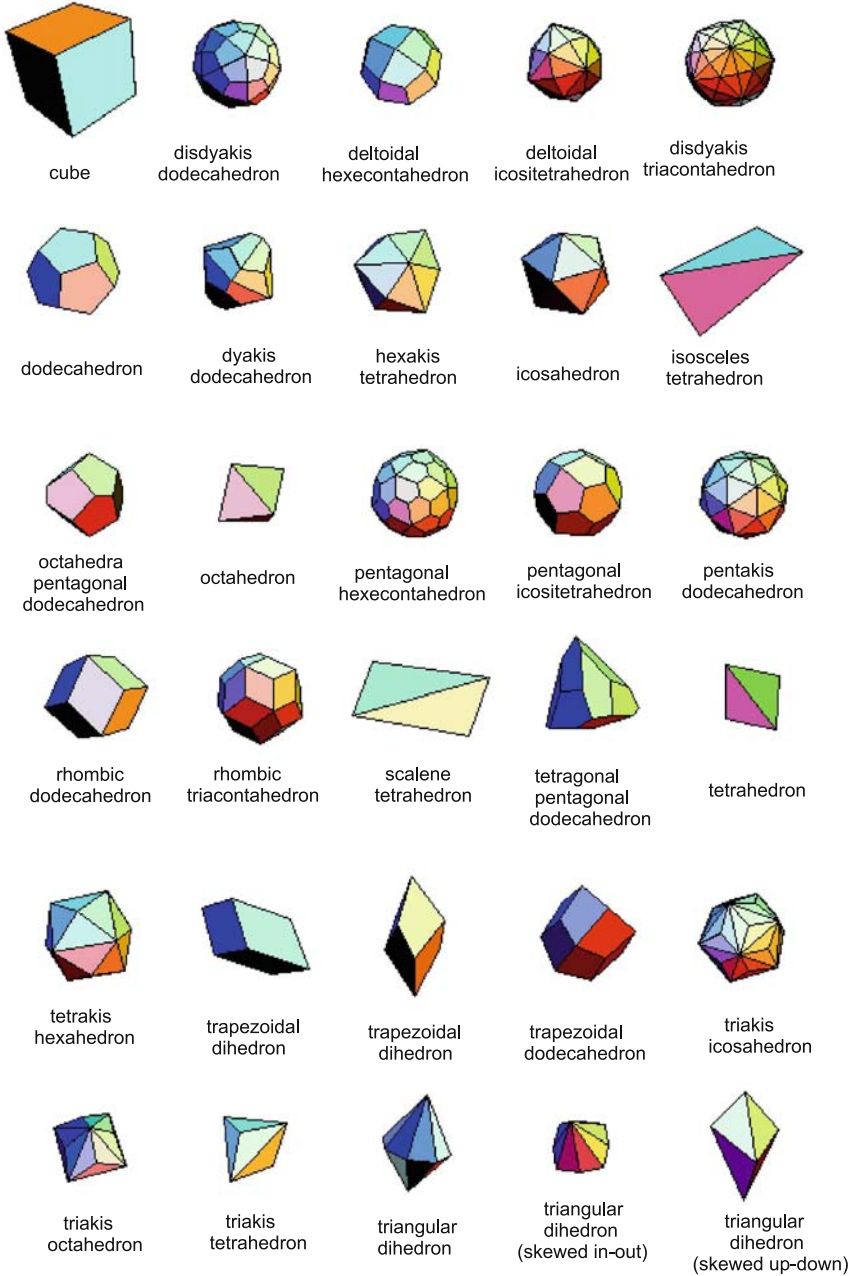 cube
disdyakis
dodecahedron
deltoidal
hexecontahedron
deltoidal
icositetrahedron
disdyakis
triacontahedron
dodecahedron
dyakis
dodecahedron
hexakis
tetrahedron
icosahedron
isosceles
tetrahedron
octahedra
pentagonal
dodecahedron
octahedron
pentagonal
hexecontahedron
pentagonal
icositetrahedron
pentakis
dodecahedron
rhombic
dodecahedron
rhombic
triacontahedron
scalene
tetrahedron
tetragonal
pentagonal
dodecahedron
tetrahedron
tetrakis
hexahedron
trapezoidal
dihedron
trapezoidal
dihedron
trapezoidal
dodecahedron
triakis
icosahedron
triakis
octahedron
triakis
tetrahedron
triangular
dihedron
triangular
dihedron
(skewed in-out)
triangular
dihedron
(skewed up-down)